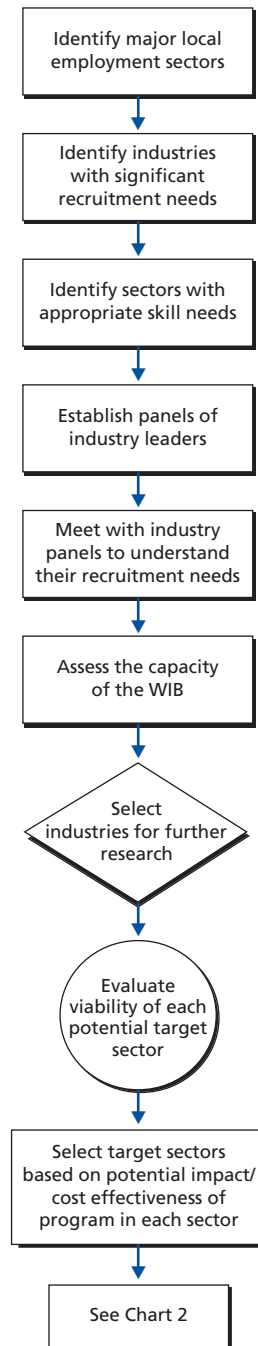 Identify major local
employment sectors
Identify industries
with significant
recruitment needs
Identify sectors with
appropriate skill needs
Establish panels of
industry leaders
Meet with industry
panels to understand
their recruitment needs
Assess the capacity
of the WIB
Select
industries for further
research
Evaluate
viability of each
potential target
sector
Select target sectors
based on potential impact/
cost effectiveness of
program in each sector
See Chart 2